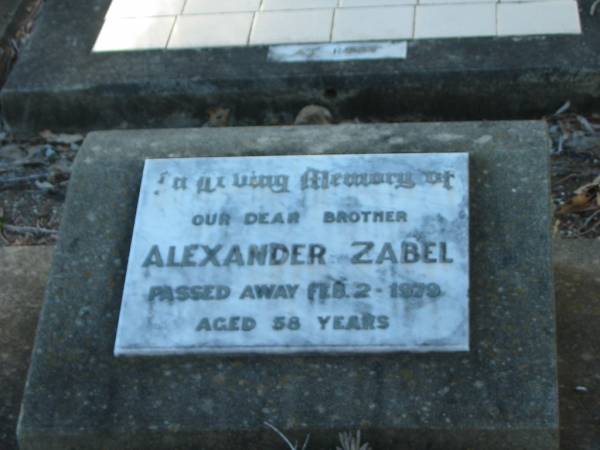 In Loving Memory of
OUR DEAR BROTHER
ALEXANDER ZABEL
PASSED AWAY FEB. 2 - 1979
AGED 58 YEARS